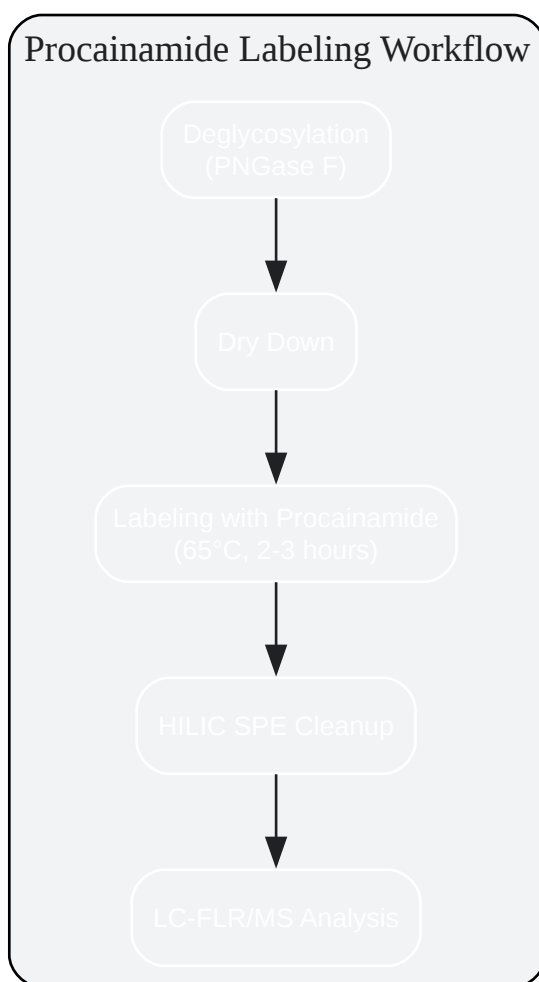 Procainamide Labeling Workflow
Deglycosylation
(PNGase F)
Dry Down
Labeling with Procainamide
(65°C, 2-3 hours)
HILIC SPE Cleanup
LC-FLR/MS Analysis